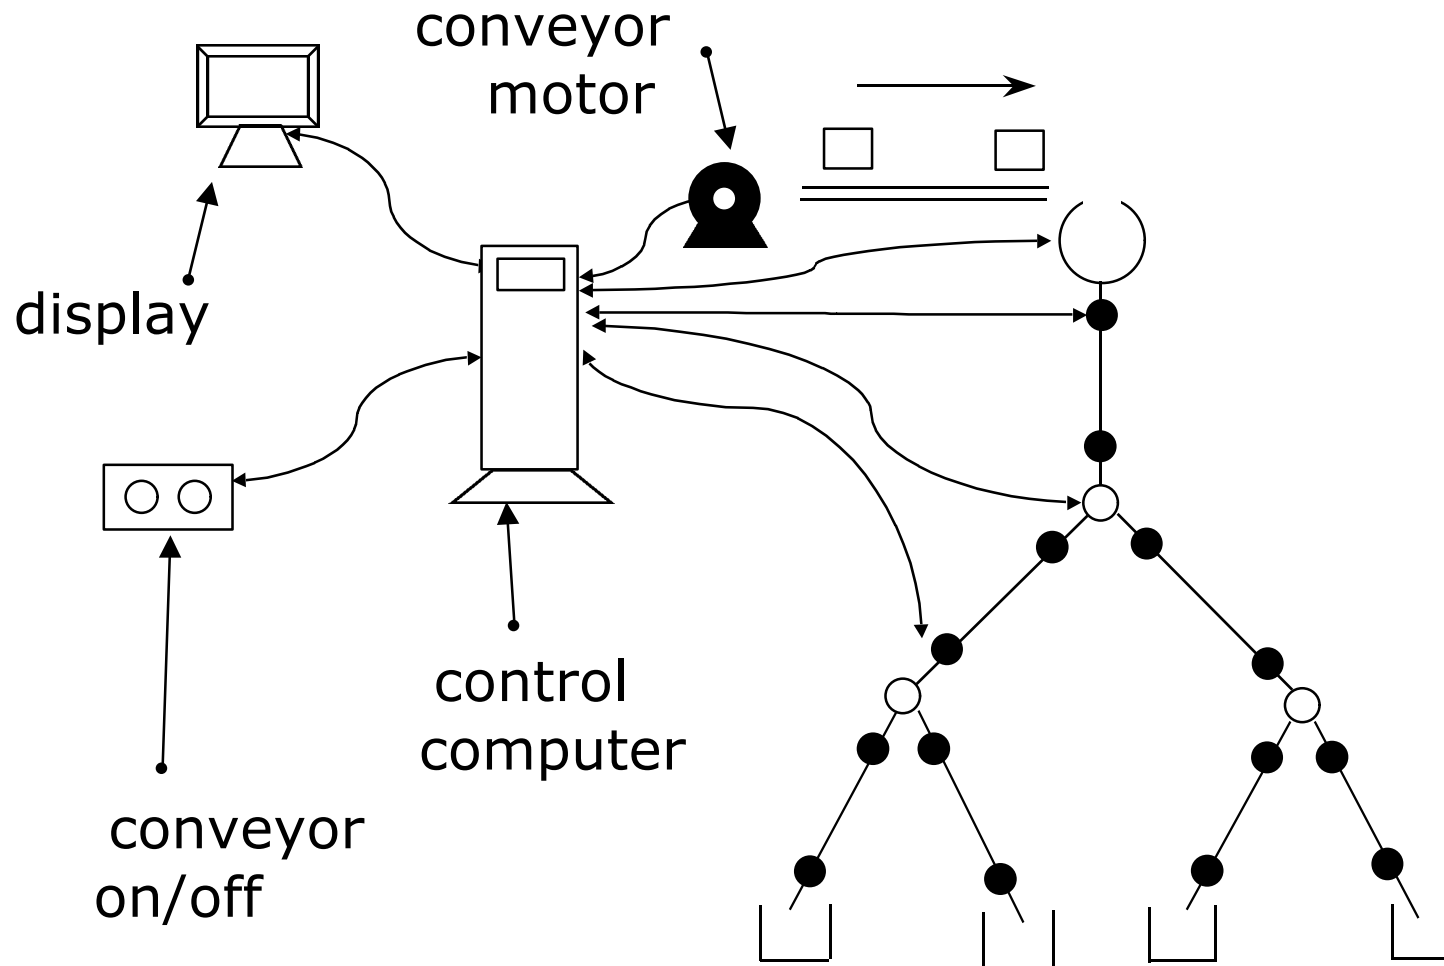 conveyor
motor
display
control
computer
conveyor
on/off